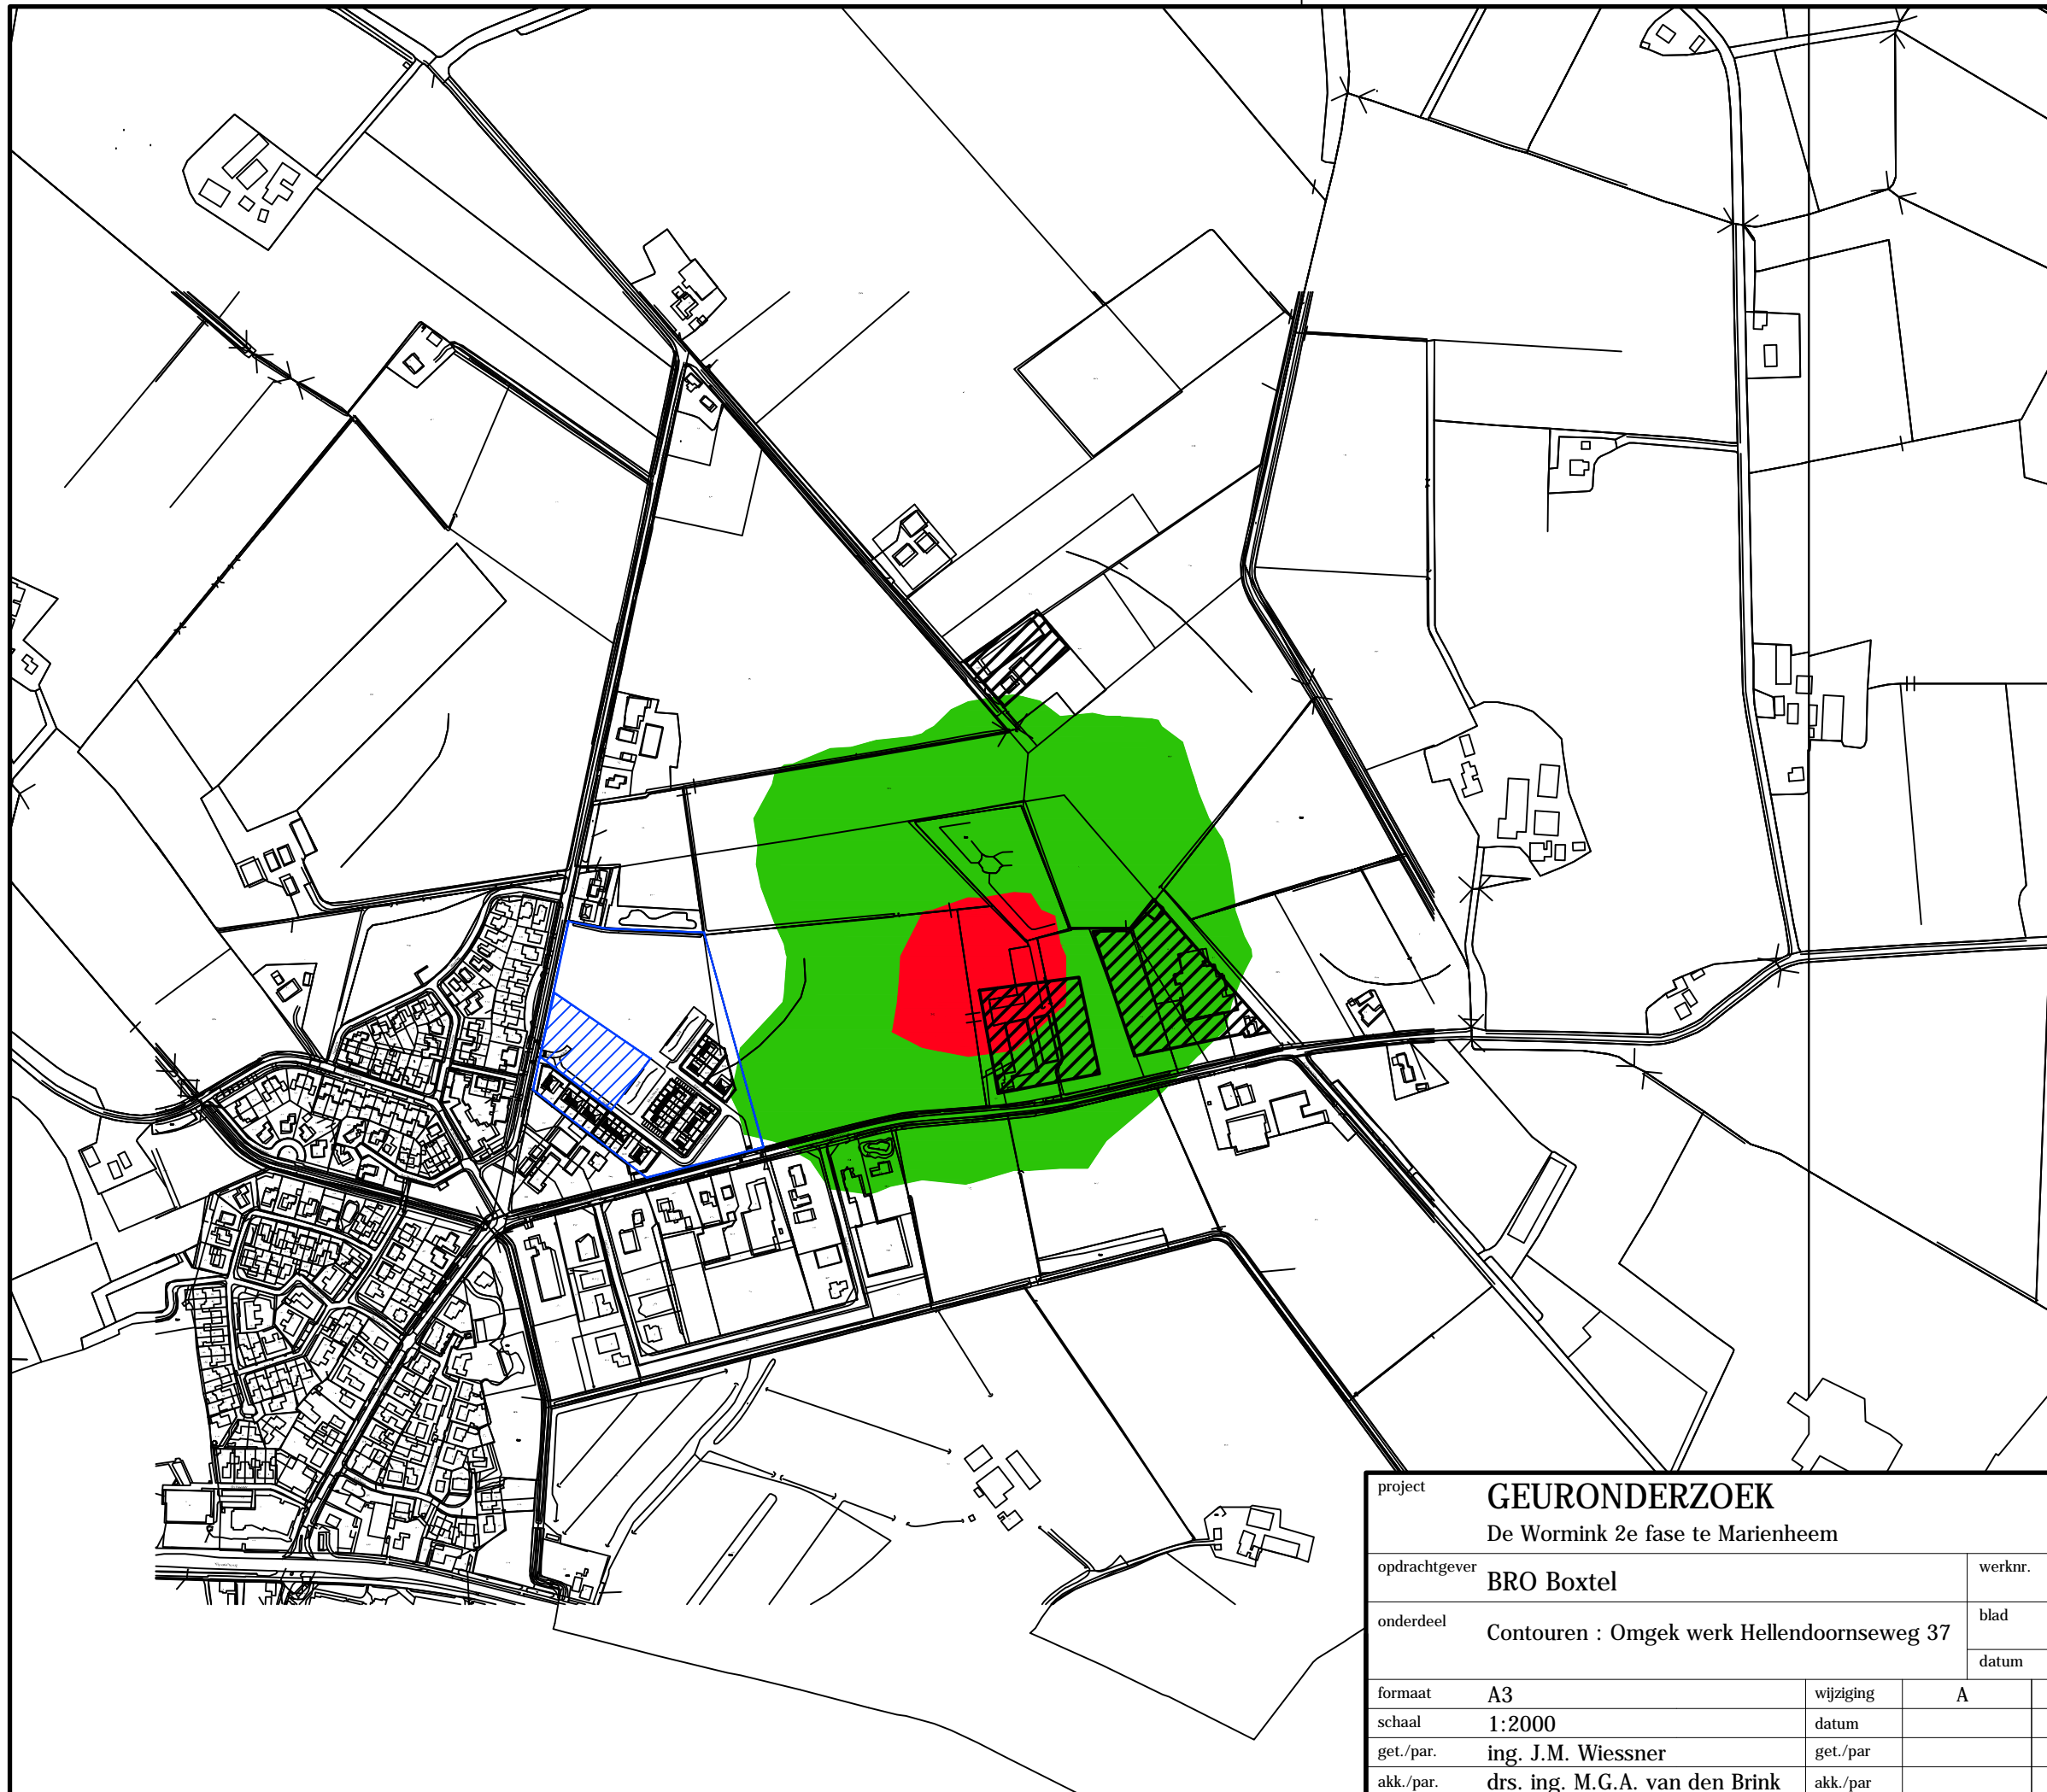 project
GEURONDERZOEK
De Wormink 2e fase te Marienheem
opdrachtgever BRO Boxtel werknr.
onderdeel Contouren : Omgek werk Hellendoornseweg 37 blad
datum
formaat A3 wijziging A
schaal 1:2000 datum
get./par. ing. J.M. Wiessner get./par
akk./par. drs. ing. M.G.A. van den Brink akk./par